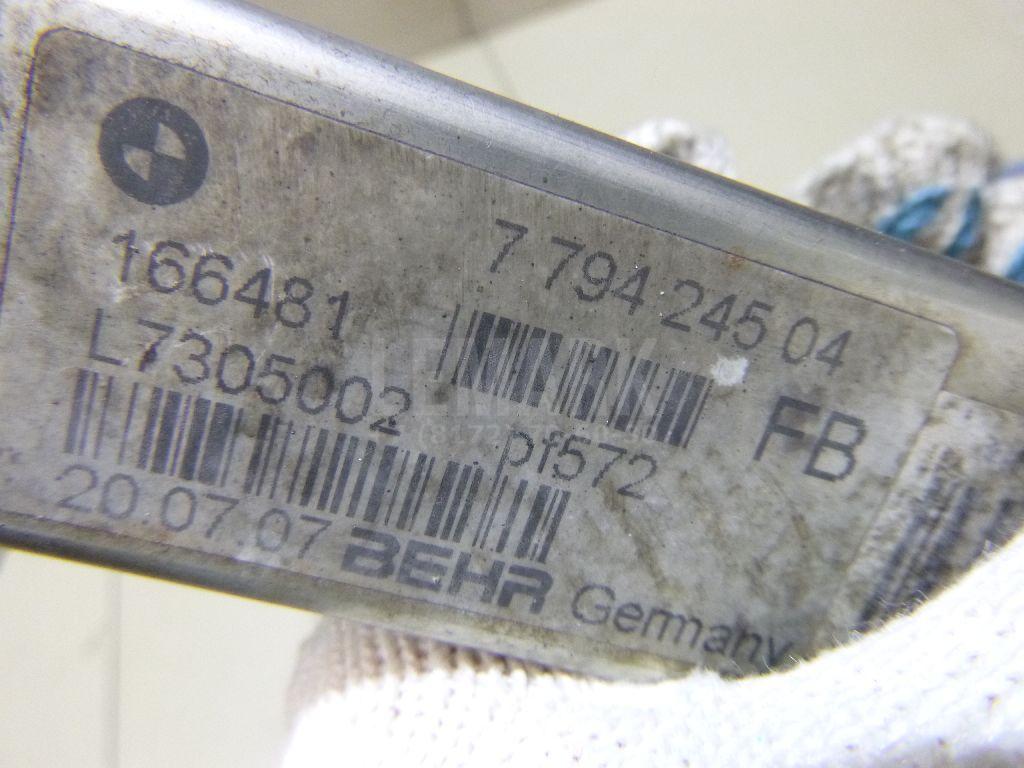 7 794 245 04
166481
L7305002
pf572
FB
20.07.07 BEHR Germany